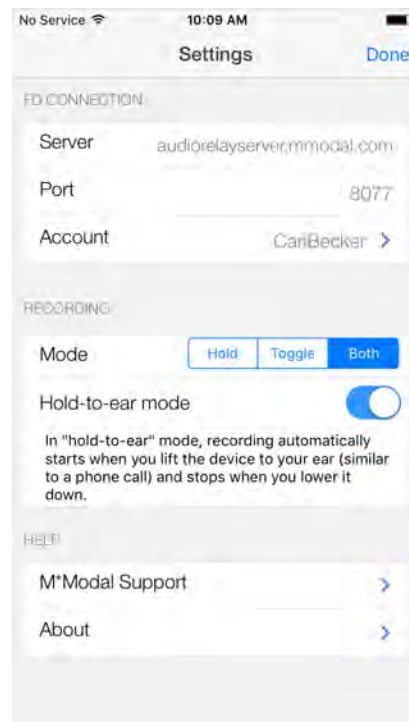 No Service 10:09 AM
Settings Done
FD CONNECTION
Server audiorelayserver.mmodal.com
Port 8077
Account CariBecker
RECORDING
Mode Hold Toggle Both
Hold-to-ear mode
In "hold-to-ear" mode, recording automatically
starts when you lift the device to your ear (similar
to a phone call) and stops when you lower it
down.
HELP
M*Modal Support
About